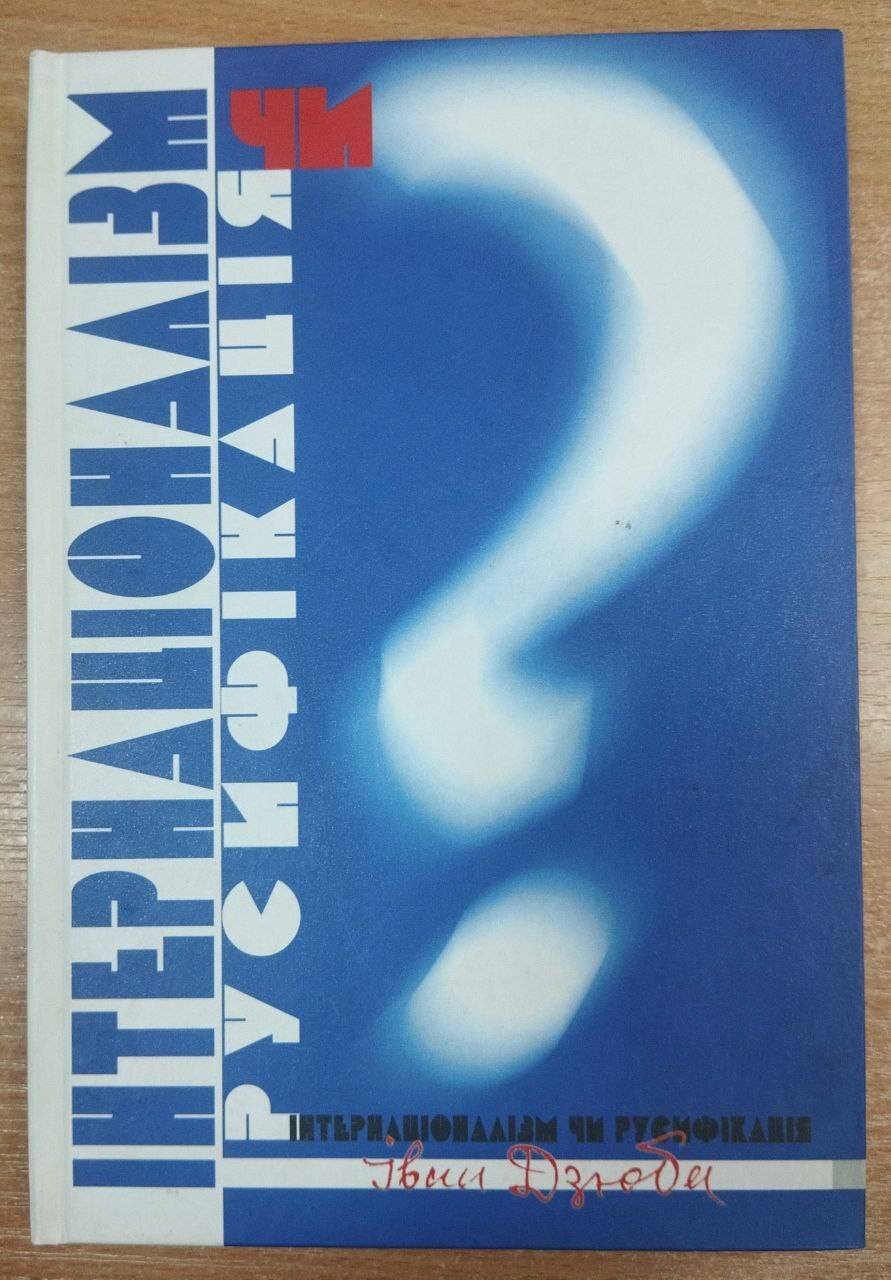 ІНТЕРНАЦІОНАЛІЗМ
ЧИ
РУСИФІКАЦІЯ
?
ІНТЕРНАЦІОНАЛІЗМ ЧИ РУСИФІКАЦІЯ
Іван Дзюба